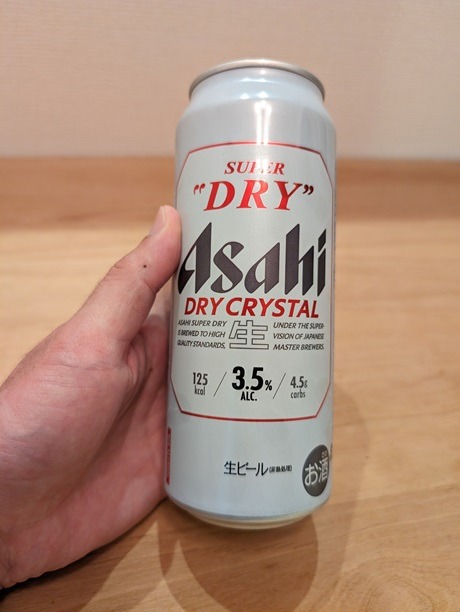 SUPER
"DRY"
Asahi
DRY CRYSTAL
ASAHI SUPER DRY
IS BREWED TO HIGH
QUALITY STANDARDS,
生
UNDER THE SUPER-
VISION OF JAPANESE
MASTER BREWERS.
125
kcal
3.5%
ALC.
4.5g
carbs
生ビール(非熱処理)
お酒